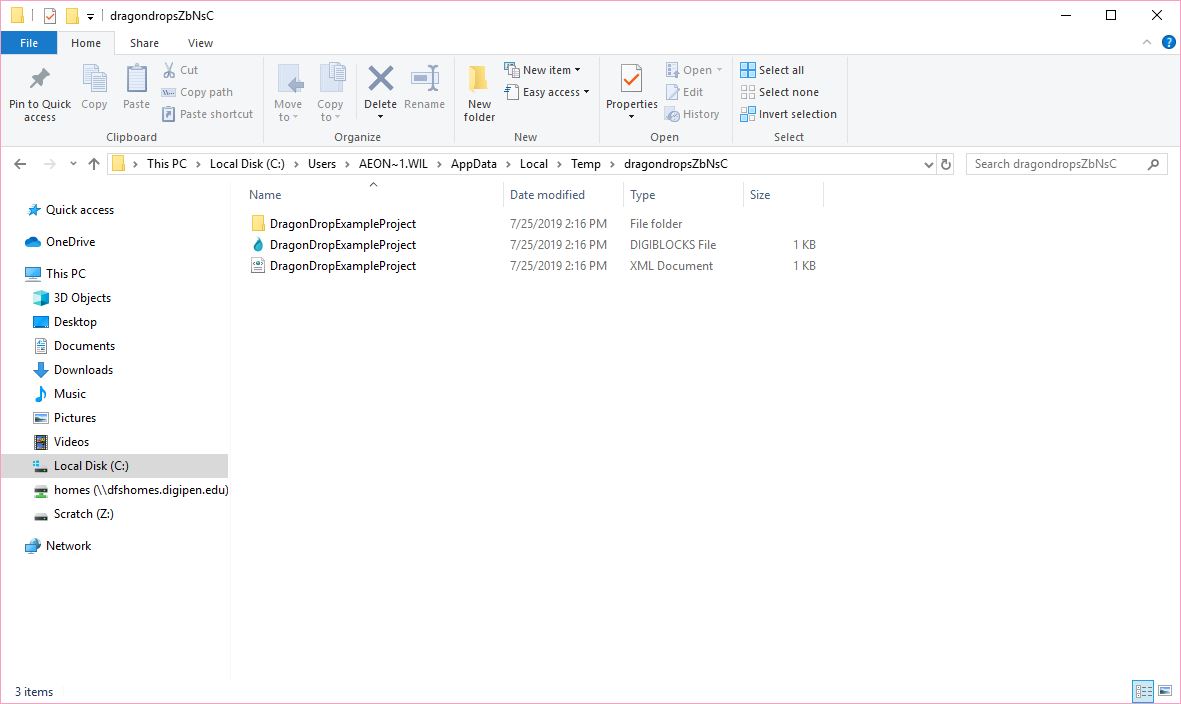 dragondropsZbNsC
File Home Share View
Pin to Quick access
Copy
Paste
Cut
Copy path
Paste shortcut
Clipboard
Move to
Copy to
Delete
Rename
Organize
New folder
New item
Easy access
New
Properties
Open
Edit
History
Open
Select all
Select none
Invert selection
Select
This PC > Local Disk (C:) > Users > AEON~1.WIL > AppData > Local > Temp > dragondropsZbNsC
Search dragondropsZbNsC
Name Date modified Type Size
DragonDropExampleProject 7/25/2019 2:16 PM File folder
DragonDropExampleProject 7/25/2019 2:16 PM DIGIBLOCKS File 1 KB
DragonDropExampleProject 7/25/2019 2:16 PM XML Document 1 KB
Quick access
OneDrive
This PC
3D Objects
Desktop
Documents
Downloads
Music
Pictures
Videos
Local Disk (C:)
homes (\\dfshomes.digipen.edu)
Scratch (Z:)
Network
3 items